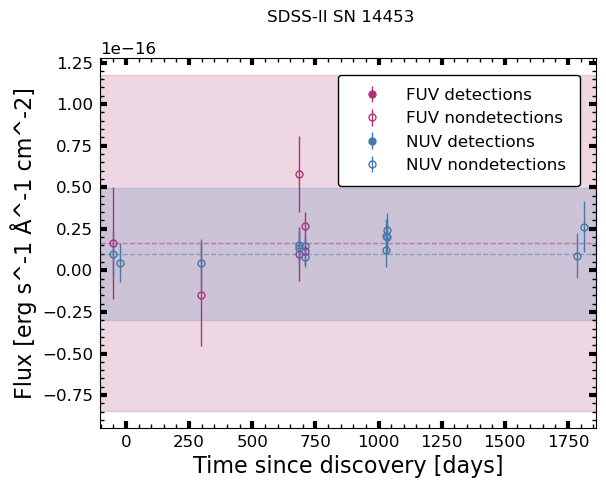 SDSS-II SN 14453
1e−16
1.25
1.00
0.75
0.50
0.25
0.00
−0.25
−0.50
−0.75
Flux [erg s^-1 Å^-1 cm^-2]
FUV detections
FUV nondetections
NUV detections
NUV nondetections
0 250 500 750 1000 1250 1500 1750
Time since discovery [days]